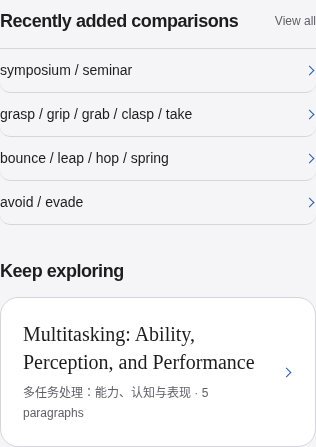 Recently added comparisons View all
symposium / seminar
grasp / grip / grab / clasp / take
bounce / leap / hop / spring
avoid / evade
Keep exploring
Multitasking: Ability,
Perception, and Performance
多任务处理：能力、认知与表现 · 5
paragraphs